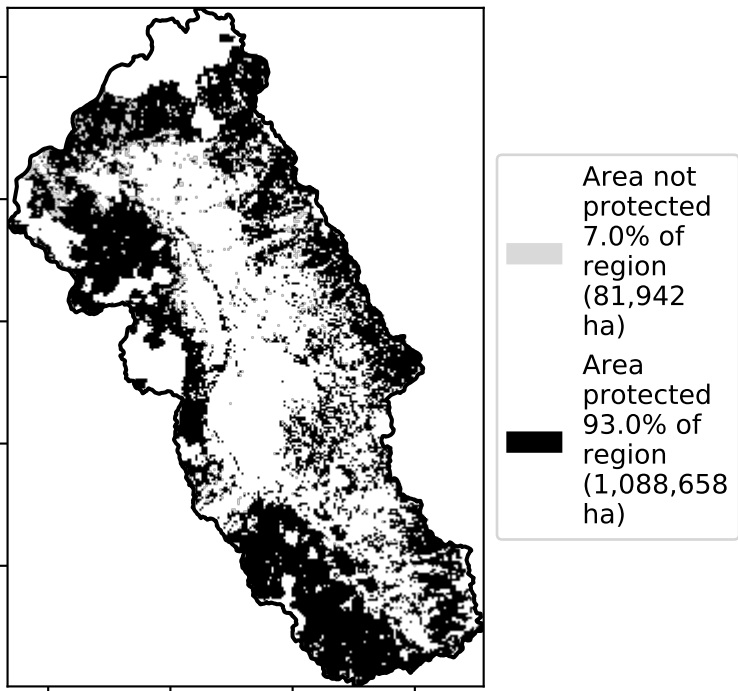 Area not
protected
7.0% of
region
(81,942
ha)
Area
protected
93.0% of
region
(1,088,658
ha)